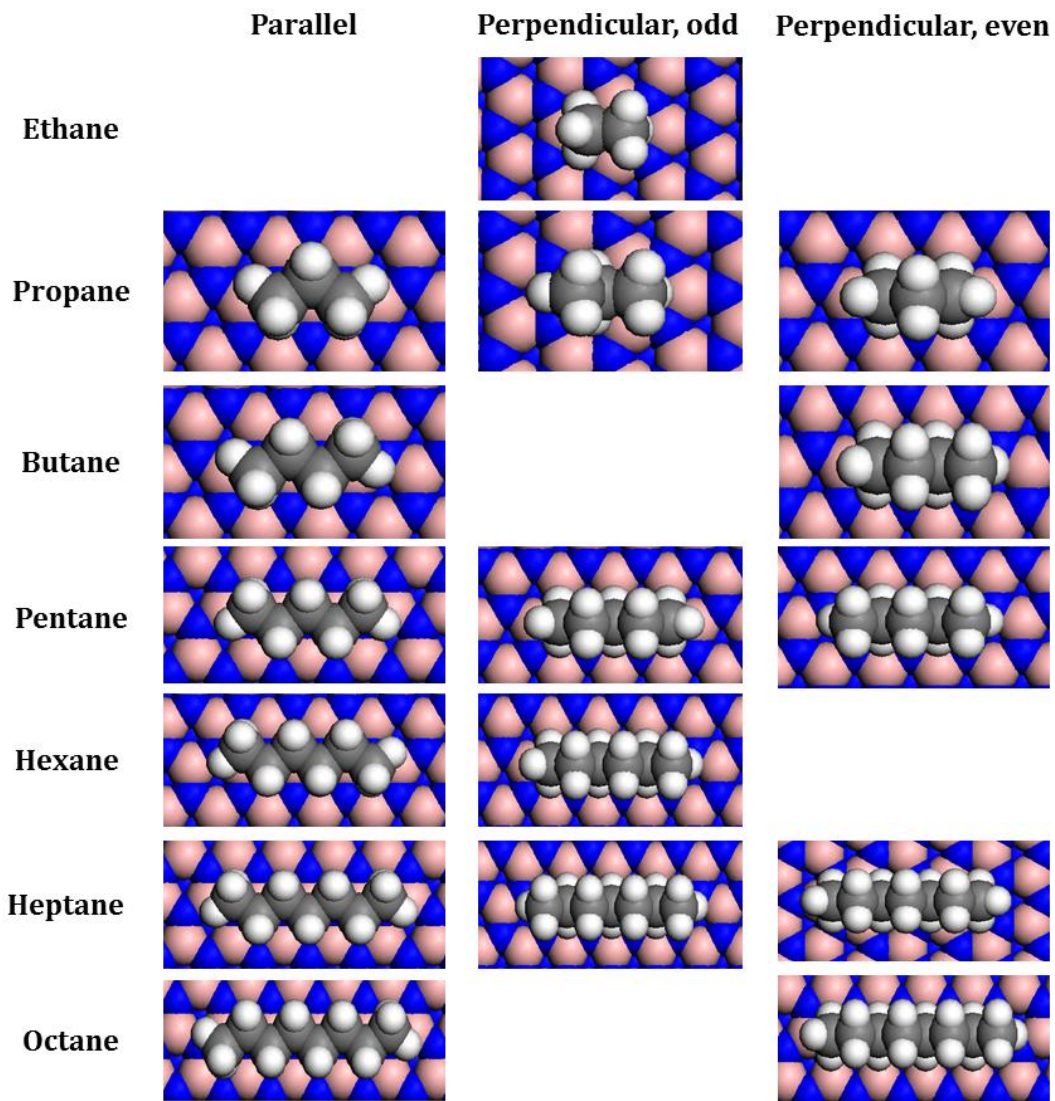 Parallel
Perpendicular, odd
Perpendicular, even
Ethane
Propane
Butane
Pentane
Hexane
Heptane
Octane